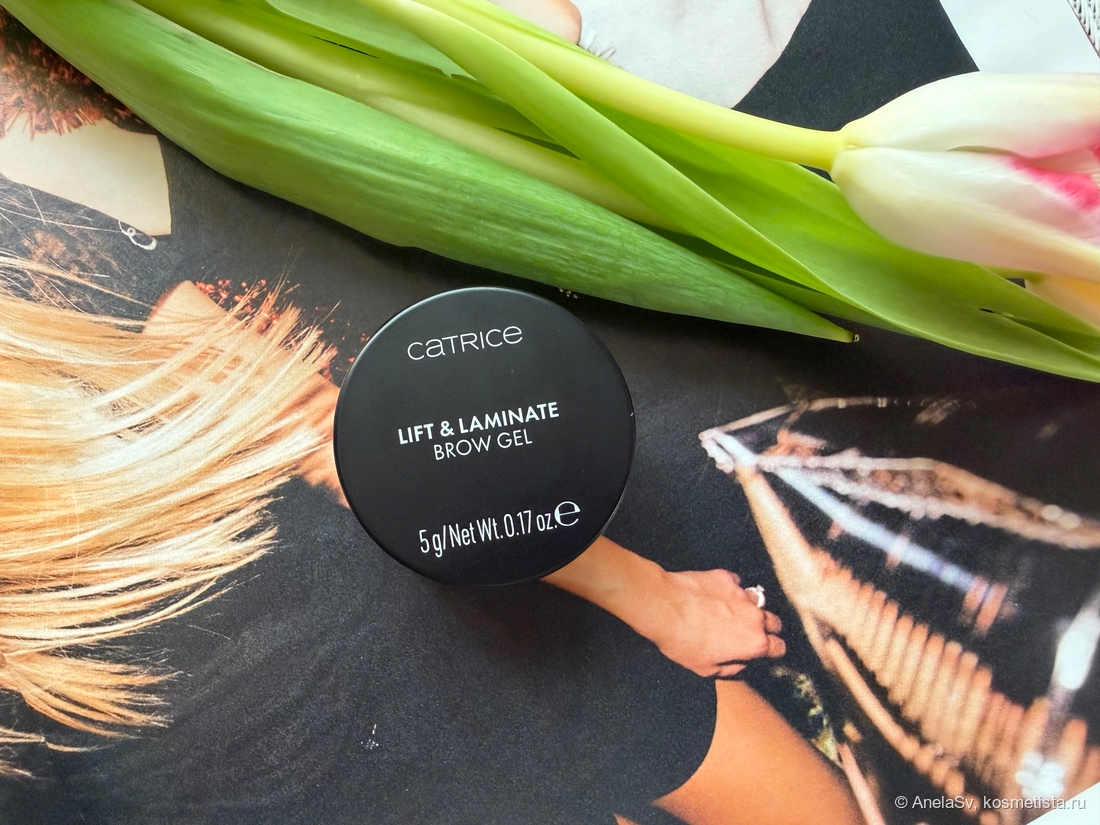 CATRICE
LIFT & LAMINATE
BROW GEL
5 g/Net Wt. 0.17 oz.℮
© AnelaSv, kosmetista.ru